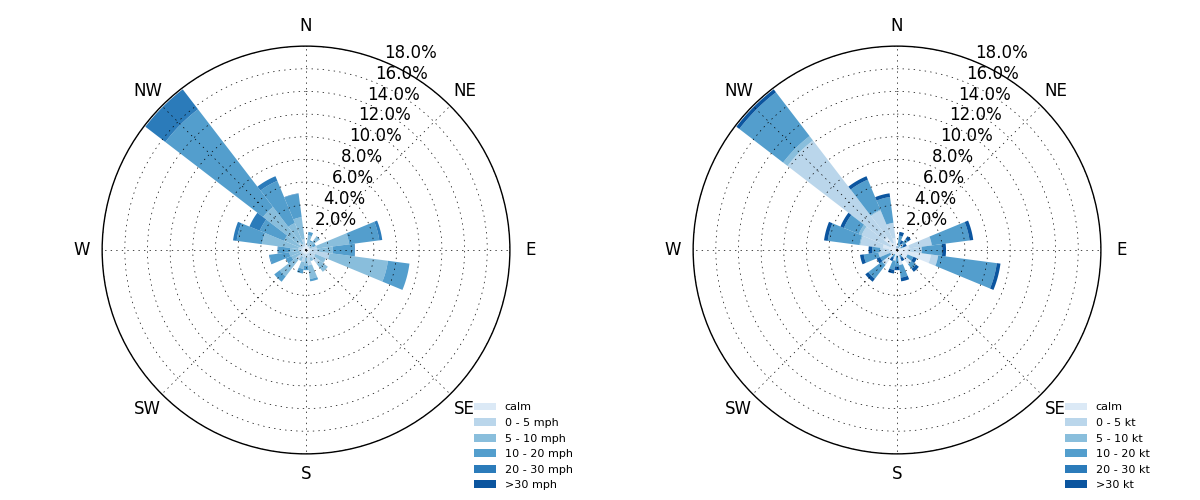 N
18.0%
16.0%
14.0%
12.0%
10.0%
8.0%
6.0%
4.0%
2.0%
NW
NE
W
E
SW
SE
S
calm
0 - 5 mph
5 - 10 mph
10 - 20 mph
20 - 30 mph
>30 mph
N
18.0%
16.0%
14.0%
12.0%
10.0%
8.0%
6.0%
4.0%
2.0%
NW
NE
W
E
SW
SE
S
calm
0 - 5 kt
5 - 10 kt
10 - 20 kt
20 - 30 kt
>30 kt